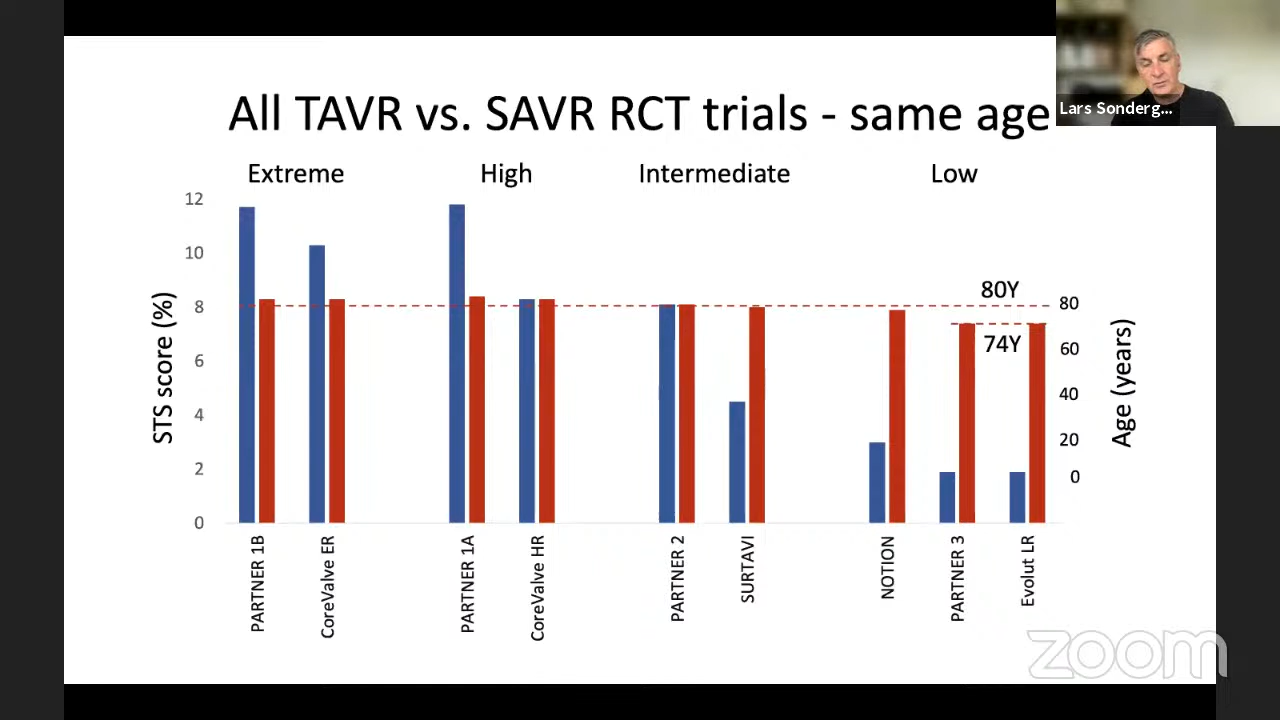 All TAVR vs. SAVR RCT trials - same age
Lars Sonderg...
Extreme
High
Intermediate
Low
12
10
8
6
4
2
0
STS score (%)
80Y
74Y
80
60
40
20
0
Age (years)
PARTNER 1B
CoreValve ER
PARTNER 1A
CoreValve HR
PARTNER 2
SURTAVI
NOTION
PARTNER 3
Evolut LR
zoom